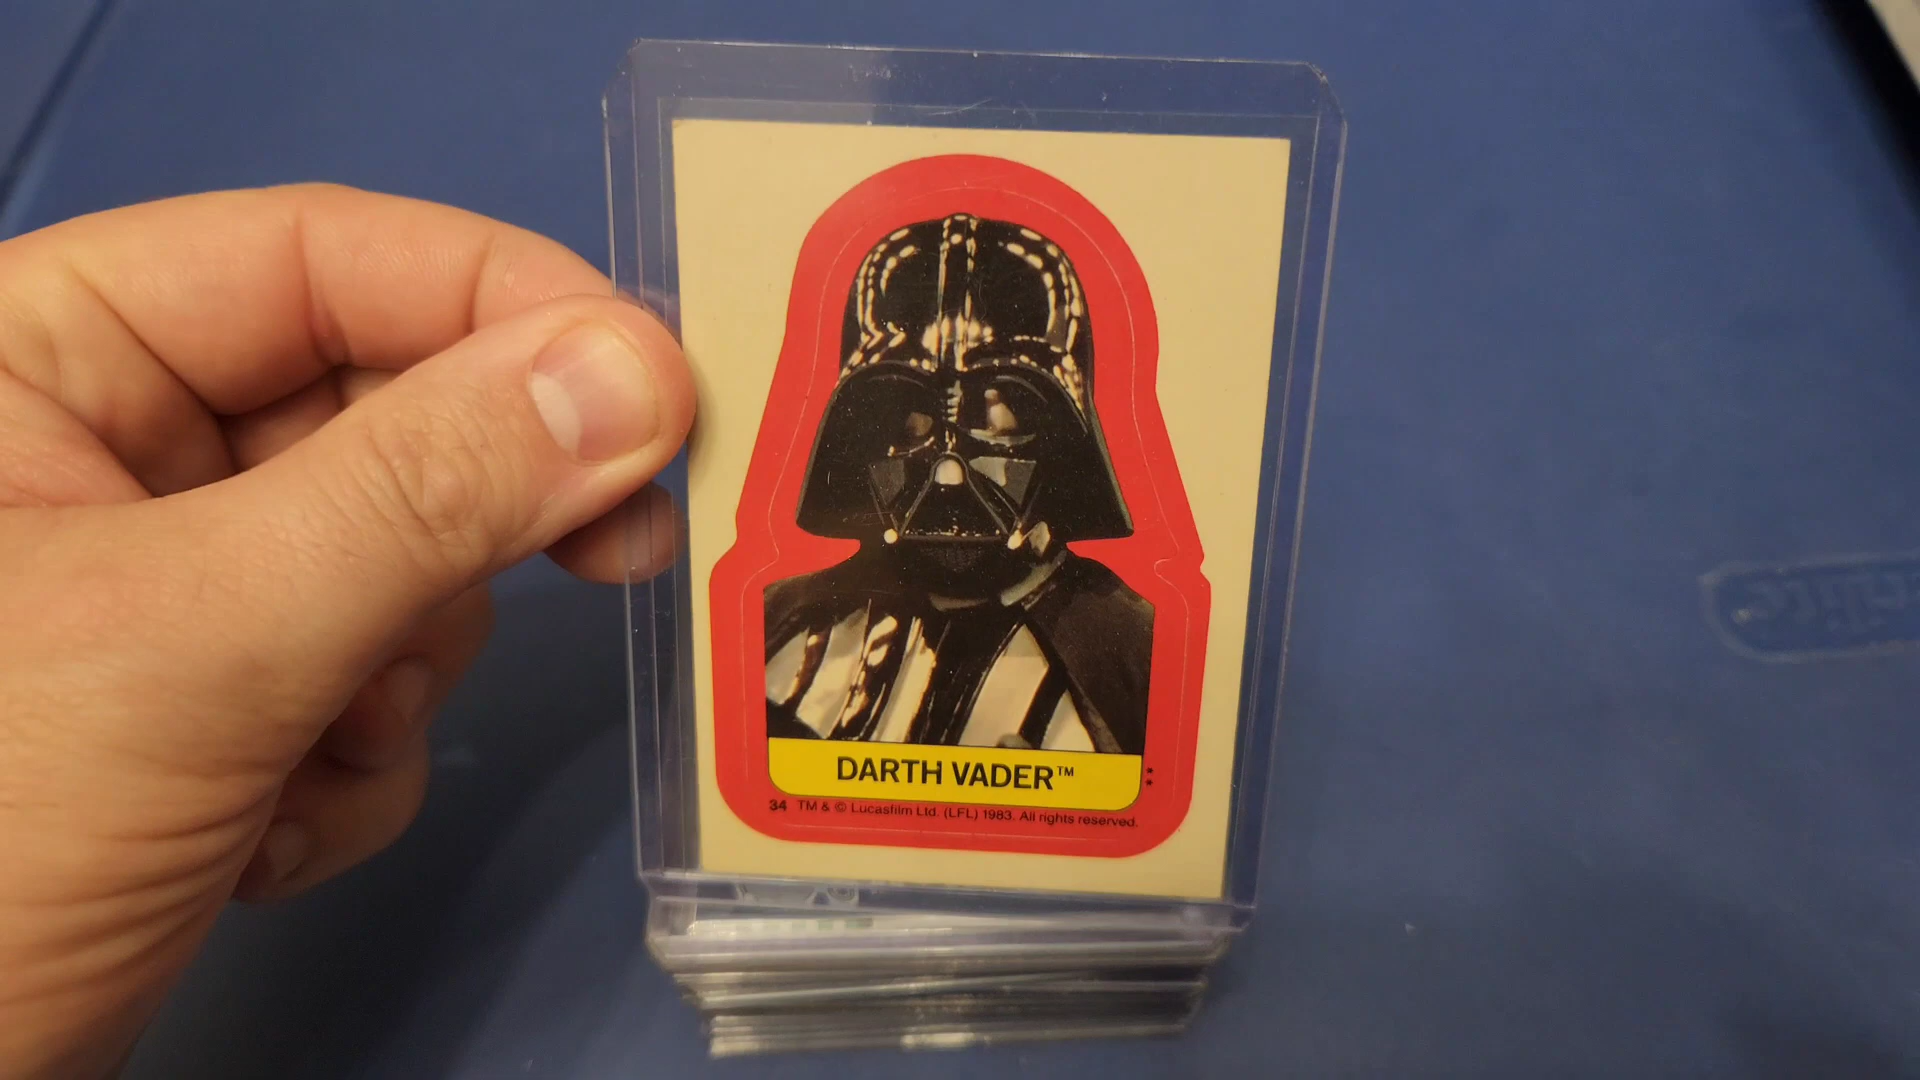 DARTH VADER™
34 TM & © Lucasfilm Ltd. (LFL) 1983. All rights reserved.
**